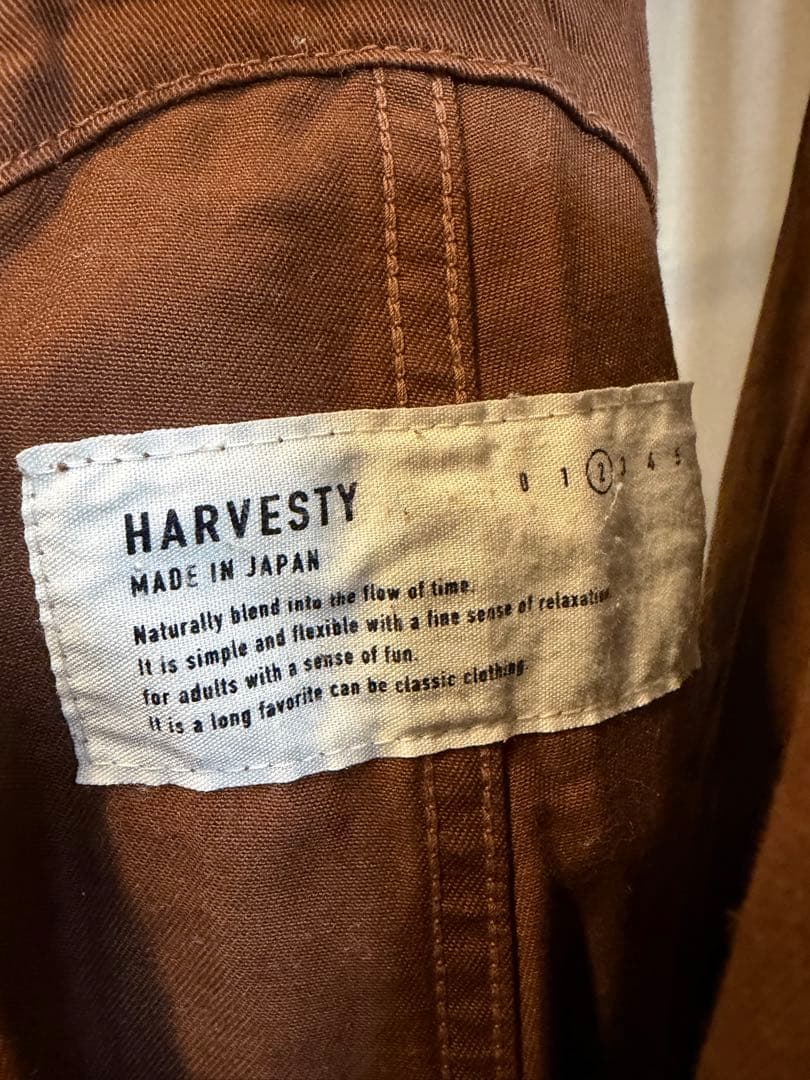 HARVESTY
0 1 2 3 4 5
MADE IN JAPAN
Naturally blend into the flow of time.
It is simple and flexible with a fine sense of relaxation
for adults with a sense of fun.
It is a long favorite can be classic clothing.